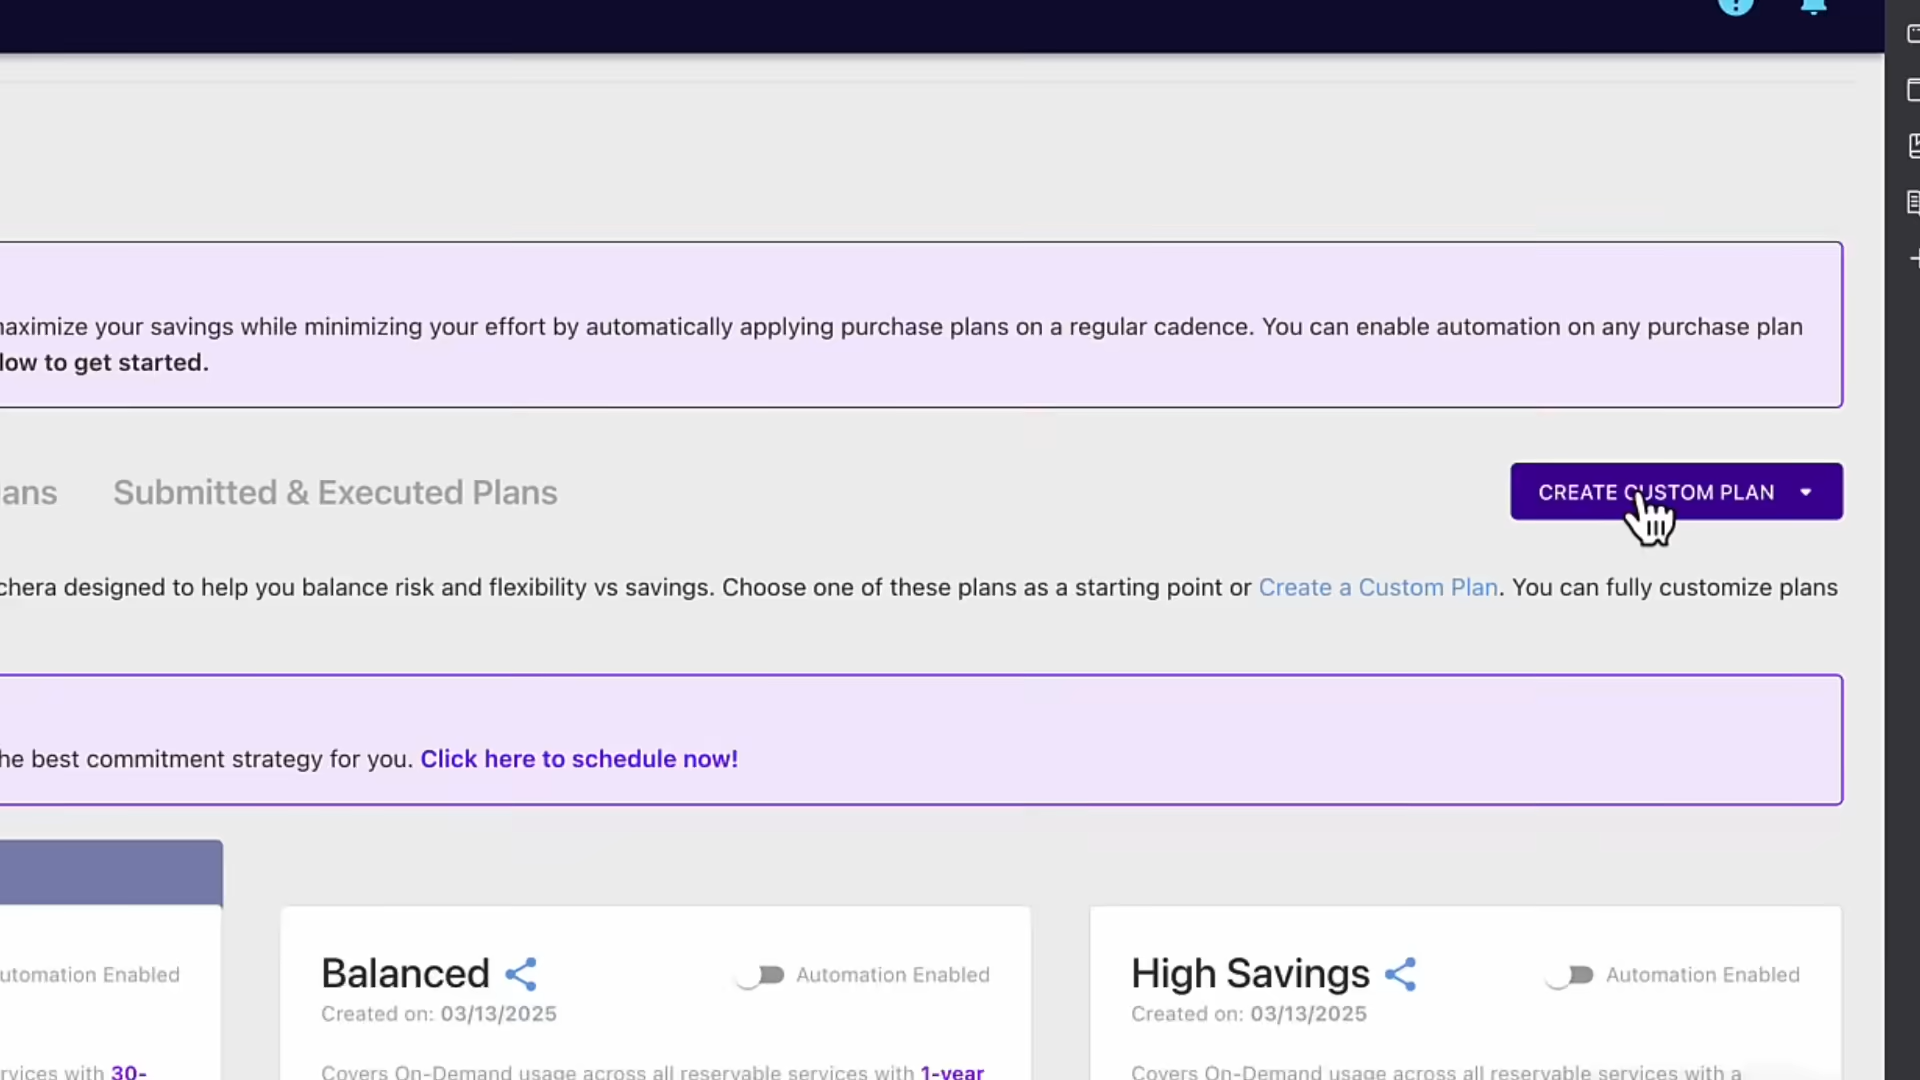 maximize your savings while minimizing your effort by automatically applying purchase plans on a regular cadence. You can enable automation on any purchase plan
low to get started.
ans Submitted & Executed Plans CREATE CUSTOM PLAN
chera designed to help you balance risk and flexibility vs savings. Choose one of these plans as a starting point or Create a Custom Plan. You can fully customize plans
he best commitment strategy for you. Click here to schedule now!
utomation Enabled Balanced Automation Enabled High Savings Automation Enabled
Created on: 03/13/2025 Created on: 03/13/2025
rvices with 30- Covers On-Demand usage across all reservable services with 1-year Covers On-Demand usage across all reservable services with a